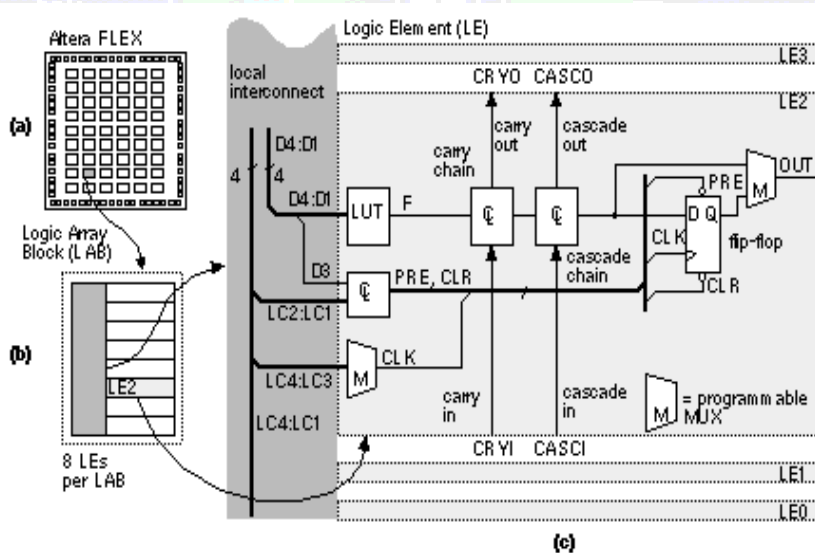 Altera FLEX
(a)
Logic Array
Block (LAB)
(b)
LE2
8 LEs
per LAB
local
interconnect
Logic Element (LE)
LE3
CRYO CASCO
LE2
carry
out
cascade
out
carry
chain
D4:D1
4
4
D4:D1
LUT
F
PRE
M
OUT
D Q
CLK
flip-flop
cascade
chain
D3
PRE, CLR
CLR
LC2:LC1
M
CLK
LC4:LC3
carry
in
cascade
in
M
= programmable
MUX
LC4:LC1
CRYI CASCI
LE1
LE0
(c)